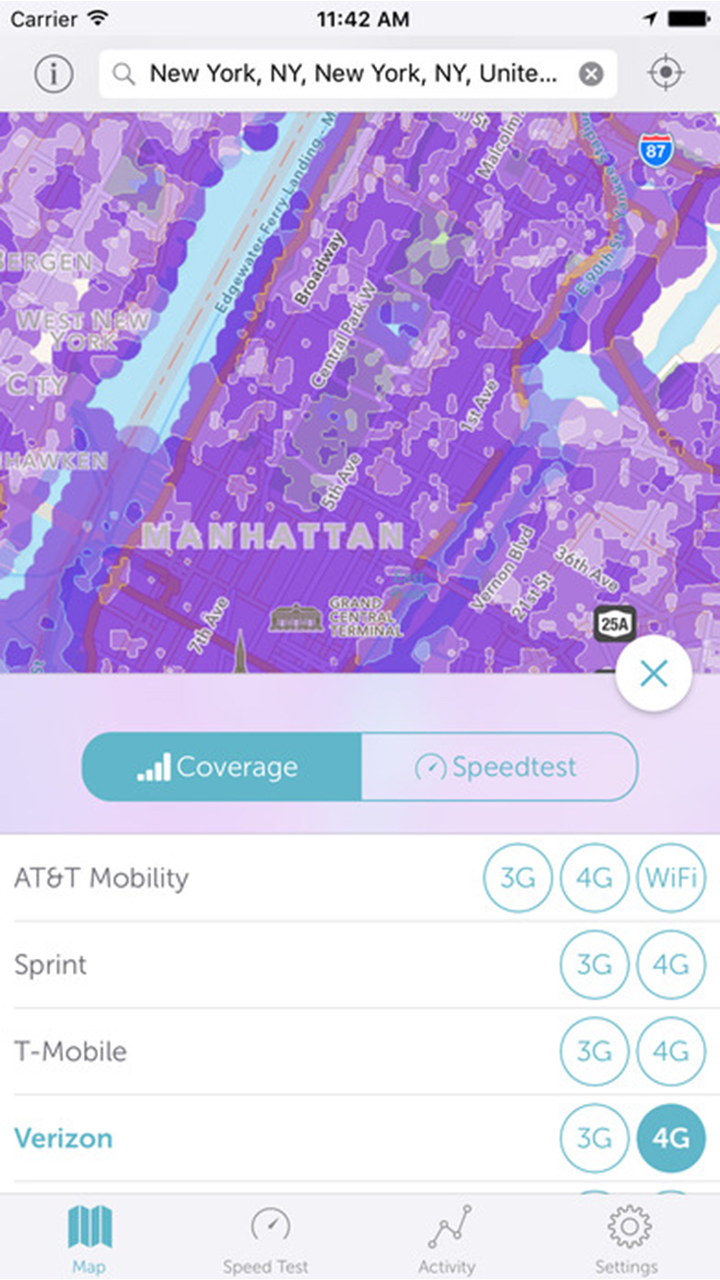 Carrier 11:42 AM
New York, NY, New York, NY, Unite...
87
Malcolm
Edgewater Ferry Landing--M
Broadway
E 90th St
BERGEN
Central Park W
WEST NEW
YORK
CITY
1st Ave
HAWKEN
5th Ave
MANHATTAN
Vernon Blvd
36th Ave
21st St
7th Ave
GRAND
CENTRAL
TERMINAL
25A
Coverage
Speedtest
AT&T Mobility 3G 4G WiFi
Sprint 3G 4G
T-Mobile 3G 4G
Verizon 3G 4G
Map Speed Test Activity Settings